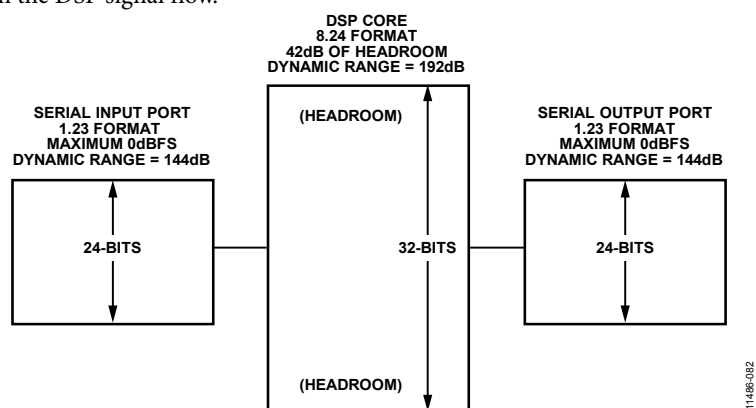 n the DSP signal flow.
DSP CORE
8.24 FORMAT
42dB OF HEADROOM
DYNAMIC RANGE = 192dB
SERIAL INPUT PORT
1.23 FORMAT
MAXIMUM 0dBFS
DYNAMIC RANGE = 144dB
(HEADROOM)
SERIAL OUTPUT PORT
1.23 FORMAT
MAXIMUM 0dBFS
DYNAMIC RANGE = 144dB
24-BITS
32-BITS
24-BITS
(HEADROOM)
11486-082